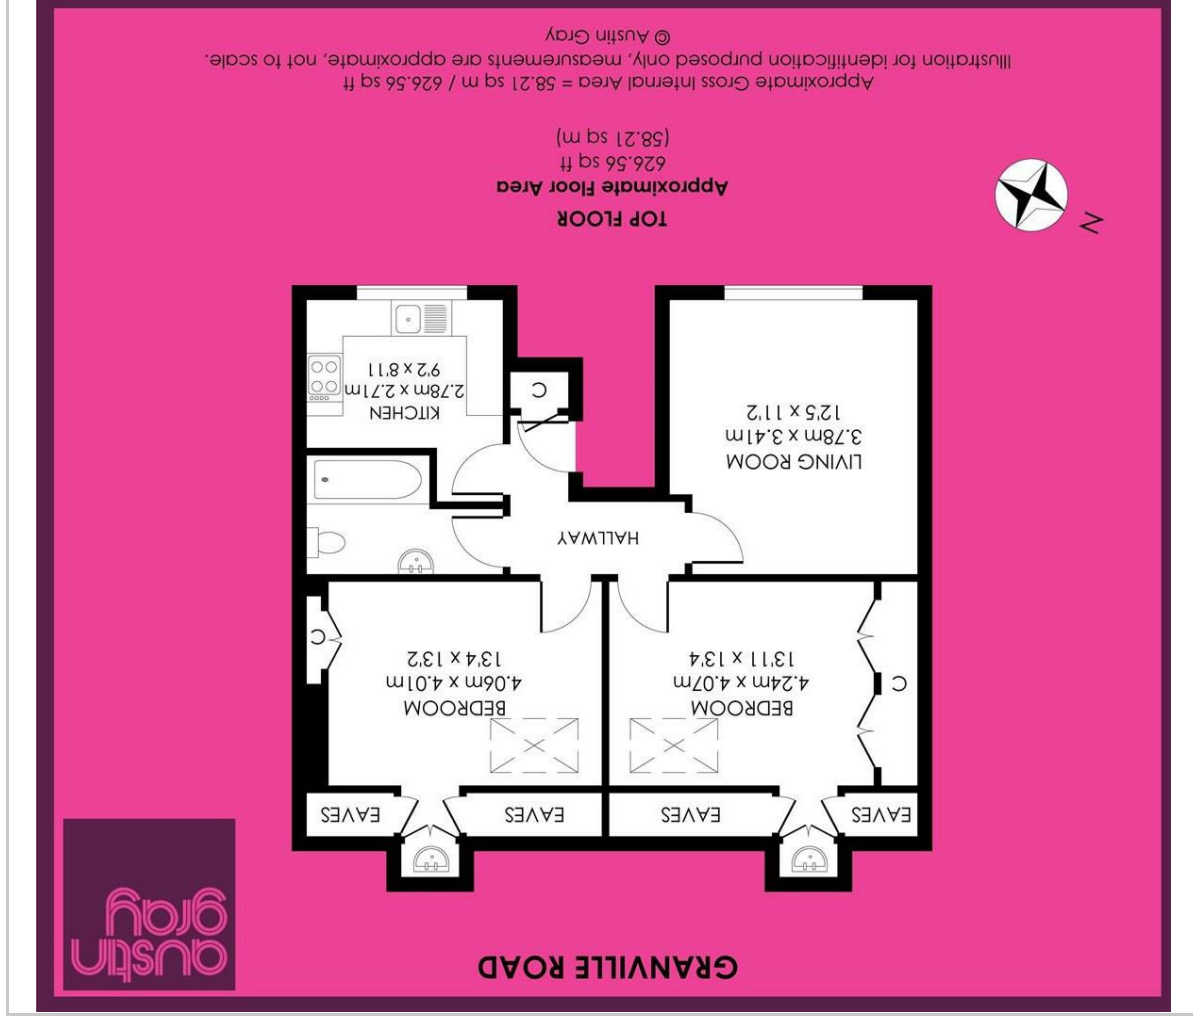 GRANVILLE ROAD
austin
gray
EAVES
EAVES
EAVES
EAVES
BEDROOM
4.24m x 4.07m
13'11 x 13'4
C
BEDROOM
4.06m x 4.01m
13'4 x 13'2
C
HALLWAY
LIVING ROOM
3.78m x 3.41m
12'5 x 11'2
C
KITCHEN
2.78m x 2.71m
9'2 x 8'11
N
TOP FLOOR
Approximate Floor Area
626.56 sq ft
(58.21 sq m)
Approximate Gross Internal Area = 58.21 sq m / 626.56 sq ft
Illustration for identification purposed only, measurements are approximate, not to scale.
© Austin Gray